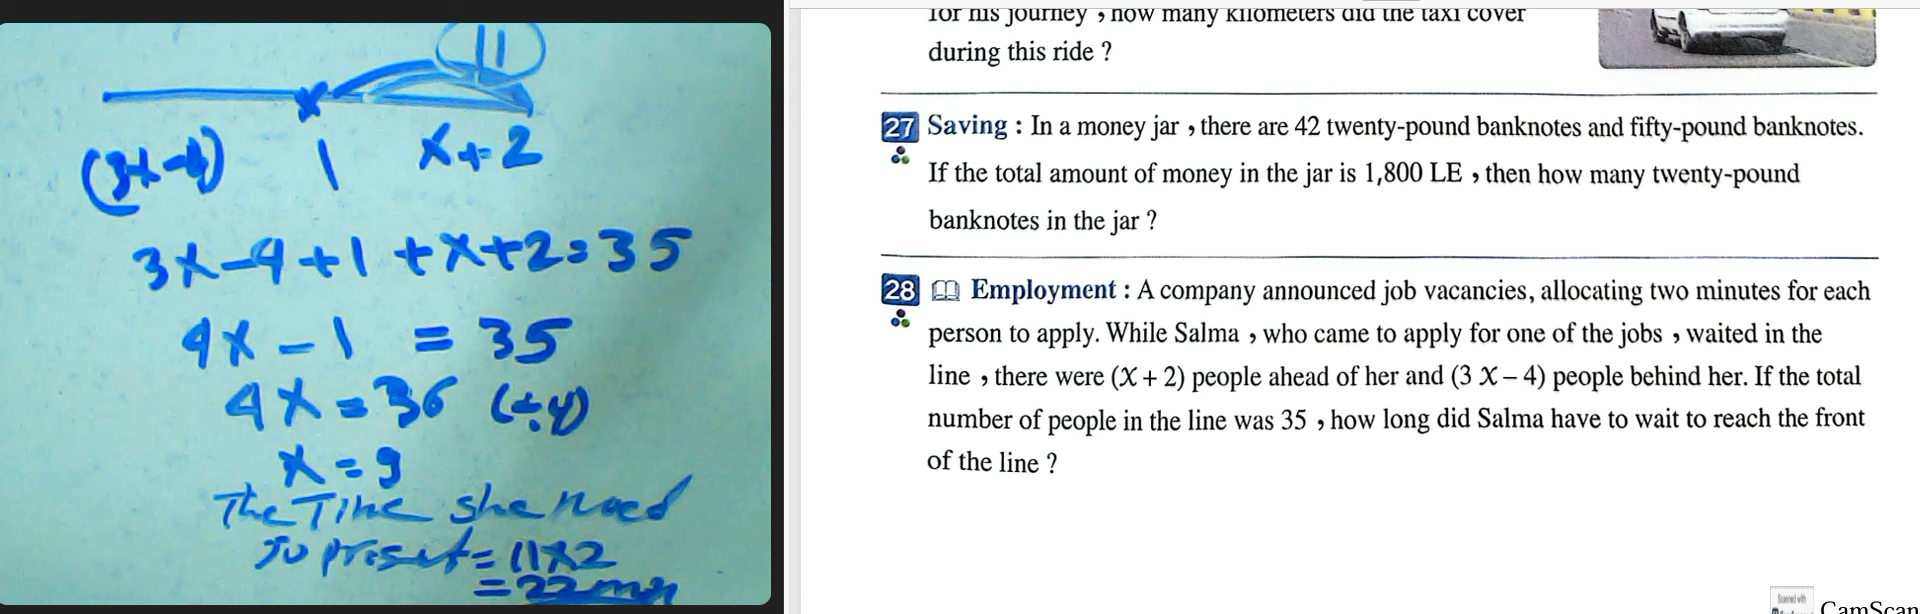 11
(3x-4) 1 x+2
3x-4+1+x+2=35
4x-1 = 35
4x=36 (÷4)
x=9
The Time she need
to preset=11x2
=22 min
for his journey , how many kilometers did the taxi cover
during this ride ?
27 Saving : In a money jar , there are 42 twenty-pound banknotes and fifty-pound banknotes.
If the total amount of money in the jar is 1,800 LE , then how many twenty-pound
banknotes in the jar ?
28 Employment : A company announced job vacancies, allocating two minutes for each
person to apply. While Salma , who came to apply for one of the jobs , waited in the
line , there were (X + 2) people ahead of her and (3 X – 4) people behind her. If the total
number of people in the line was 35 , how long did Salma have to wait to reach the front
of the line ?
Scanned with
CamScan